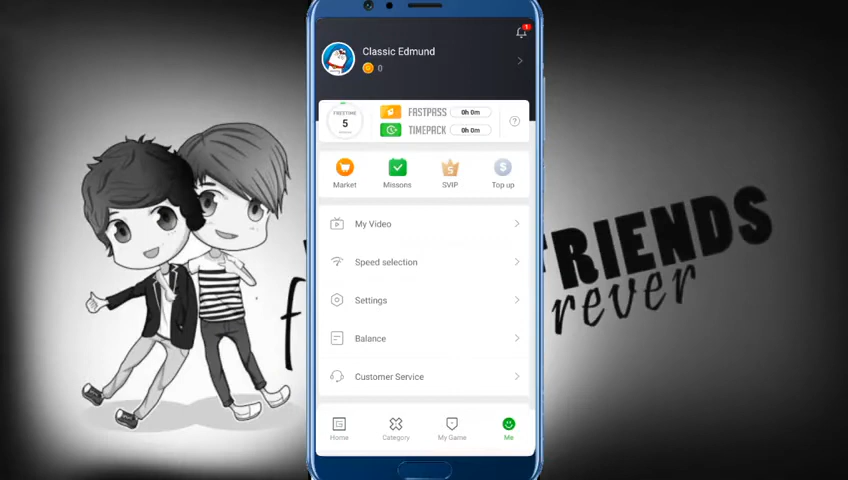 1
Classic Edmund
0
FREETIME
5
FASTPASS 0h 0m
TIMEPACK 0h 0m
?
Market Missons SVIP Top up
My Video
Speed selection
Settings
Balance
Customer Service
Home Category My Game Me
FRIENDS
rever